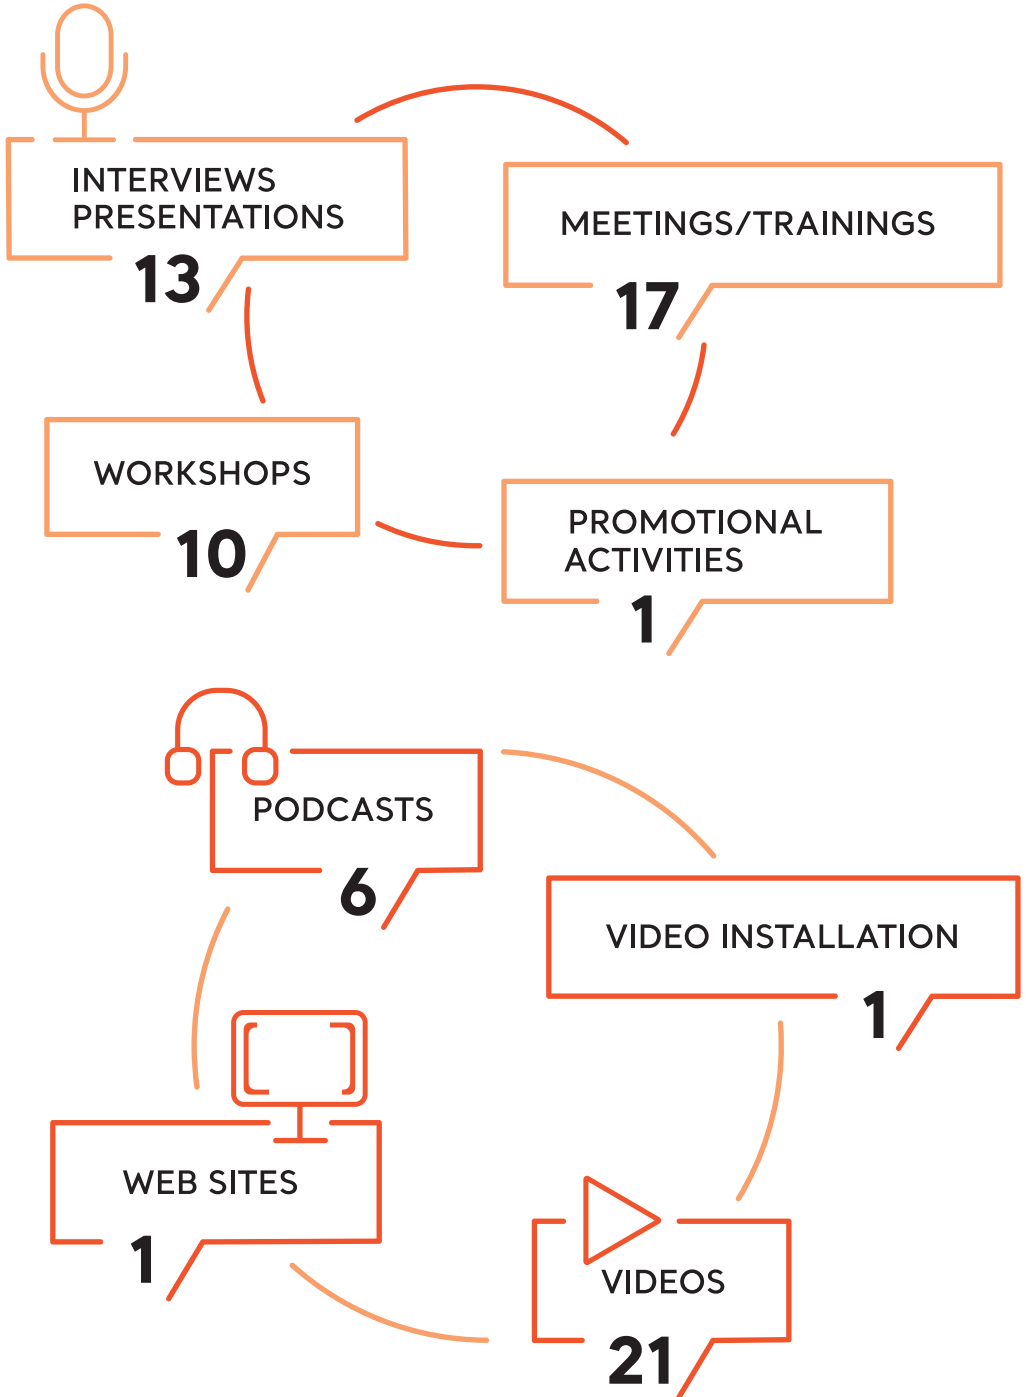 INTERVIEWS
PRESENTATIONS
13
MEETINGS/TRAININGS
17
WORKSHOPS
10
PROMOTIONAL
ACTIVITIES
1
PODCASTS
6
VIDEO INSTALLATION
1
WEB SITES
1
VIDEOS
21